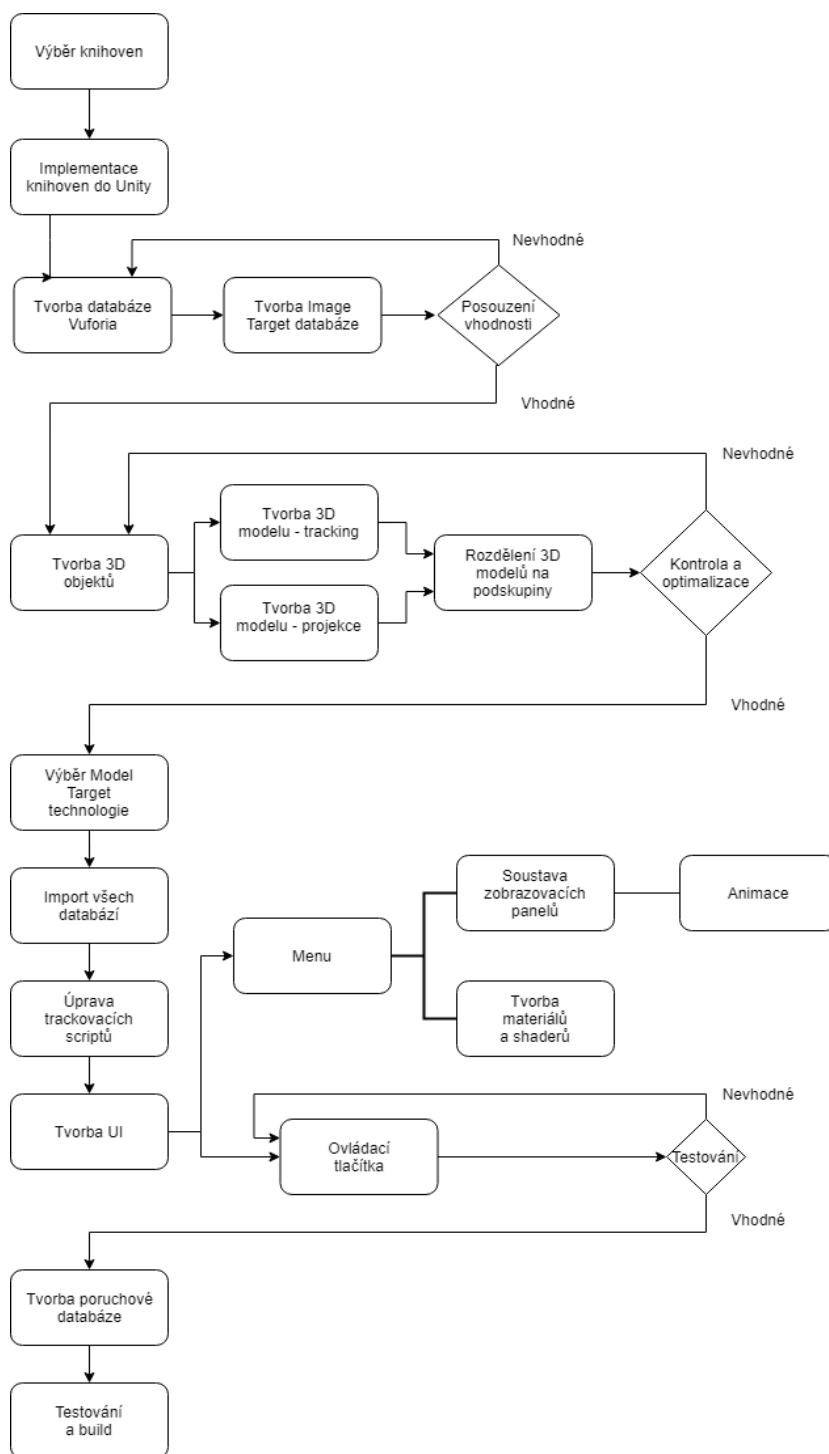 Výběr knihoven
Implementace
knihoven do Unity
Nevhodné
Tvorba databáze
Vuforia
Tvorba Image
Target databáze
Posouzení
vhodnosti
Vhodné
Nevhodné
Tvorba 3D
objektů
Tvorba 3D
modelu - tracking
Tvorba 3D
modelu - projekce
Rozdělení 3D
modelů na
podskupiny
Kontrola a
optimalizace
Vhodné
Výběr Model
Target
technologie
Import všech
databází
Úprava
trackovacích
scriptů
Tvorba UI
Menu
Soustava
zobrazovacích
panelů
Animace
Tvorba
materiálů
a shaderů
Nevhodné
Ovládací
tlačítka
Testování
Vhodné
Tvorba poruchové
databáze
Testování
a build